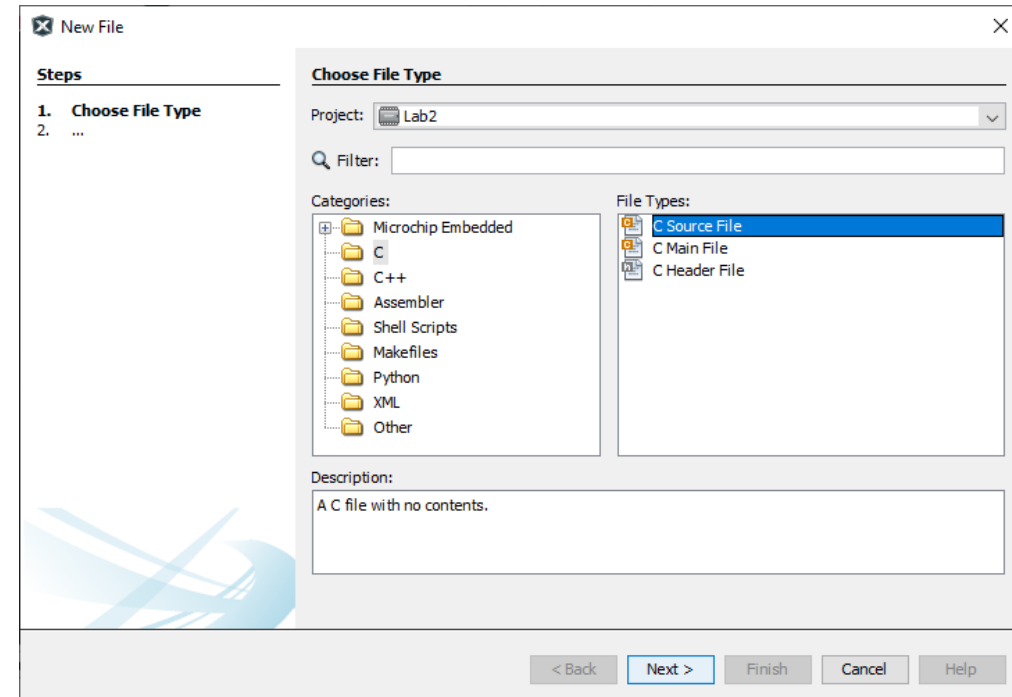 New File
Steps
1. Choose File Type
2. ...
Choose File Type
Project: Lab2
Filter:
Categories:
Microchip Embedded
C
C++
Assembler
Shell Scripts
Makefiles
Python
XML
Other
File Types:
C Source File
C Main File
C Header File
Description:
A C file with no contents.
< Back Next > Finish Cancel Help